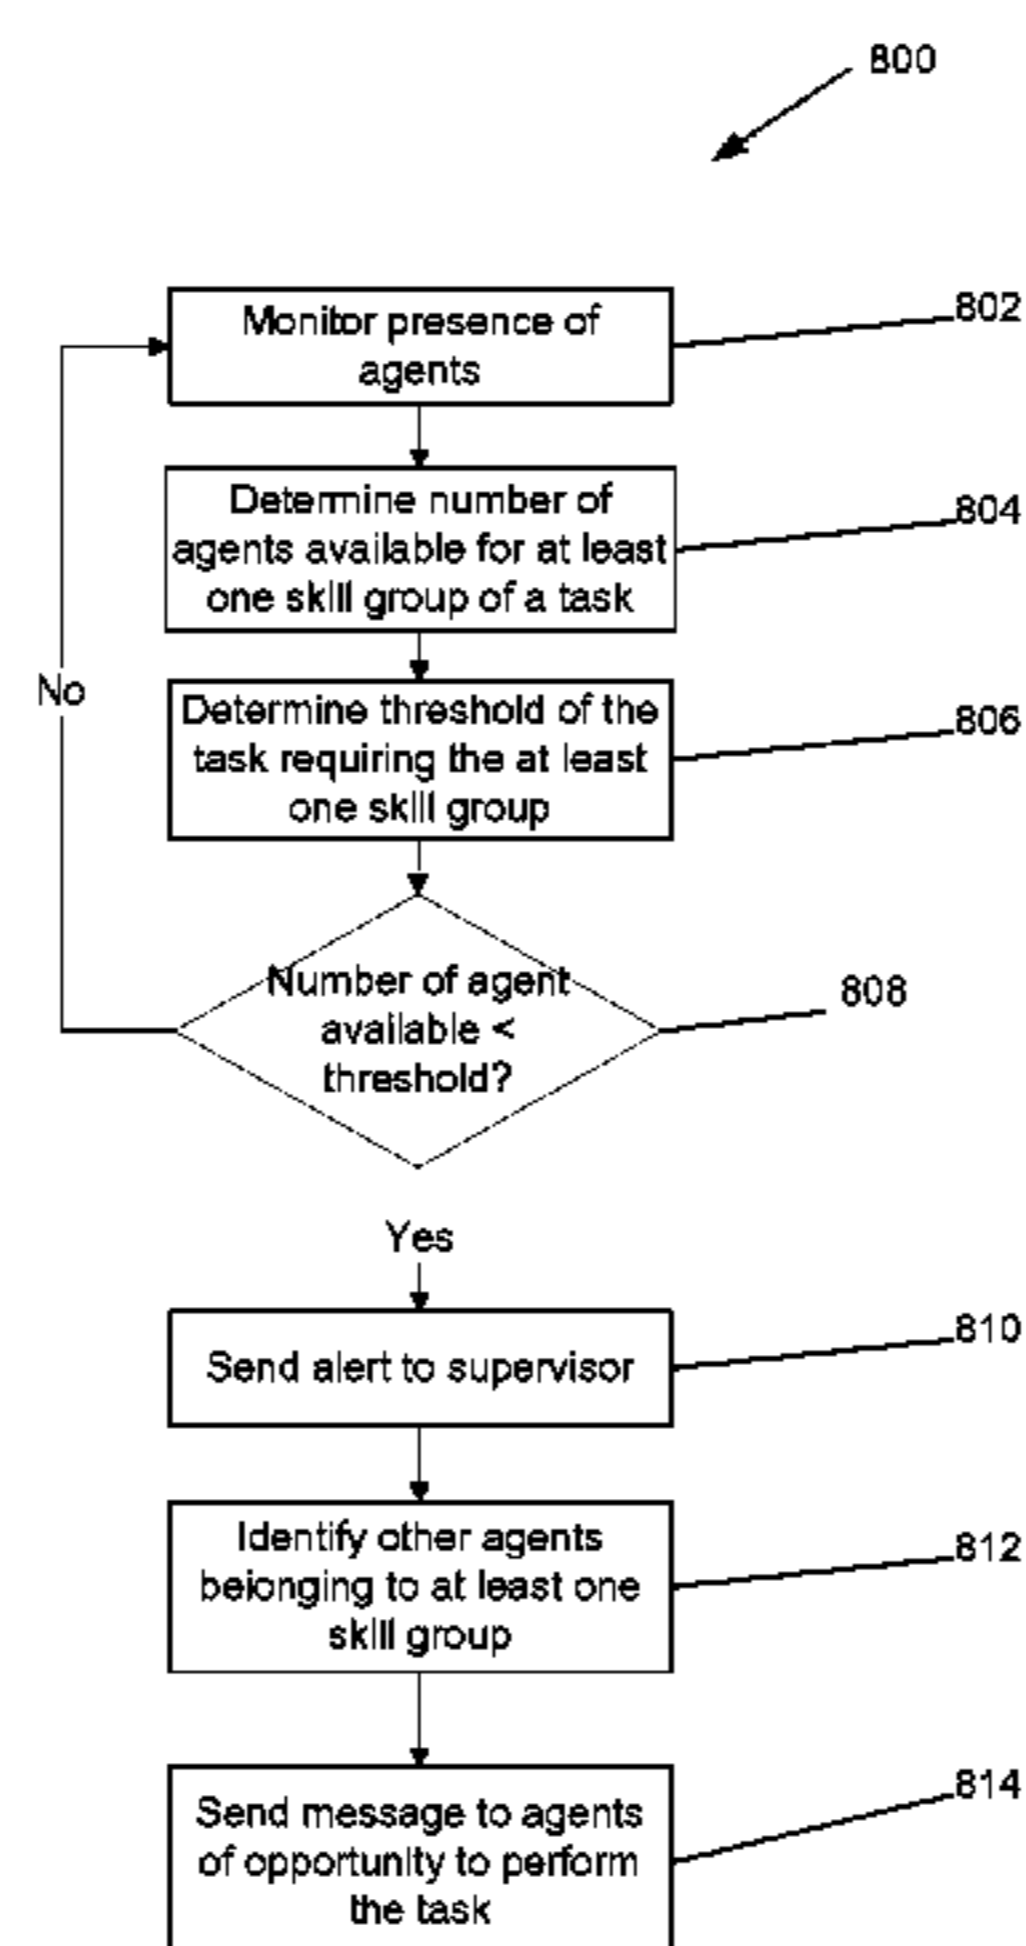 800
Monitor presence of
agents
802
Determine number of
agents available for at least
one skill group of a task
804
No
Determine threshold of the
task requiring the at least
one skill group
806
Number of agent
available <
threshold?
808
Yes
Send alert to supervisor
810
Identify other agents
beionging to at least one
skill group
812
Send message to agents
of opportunity to perform
the task
814